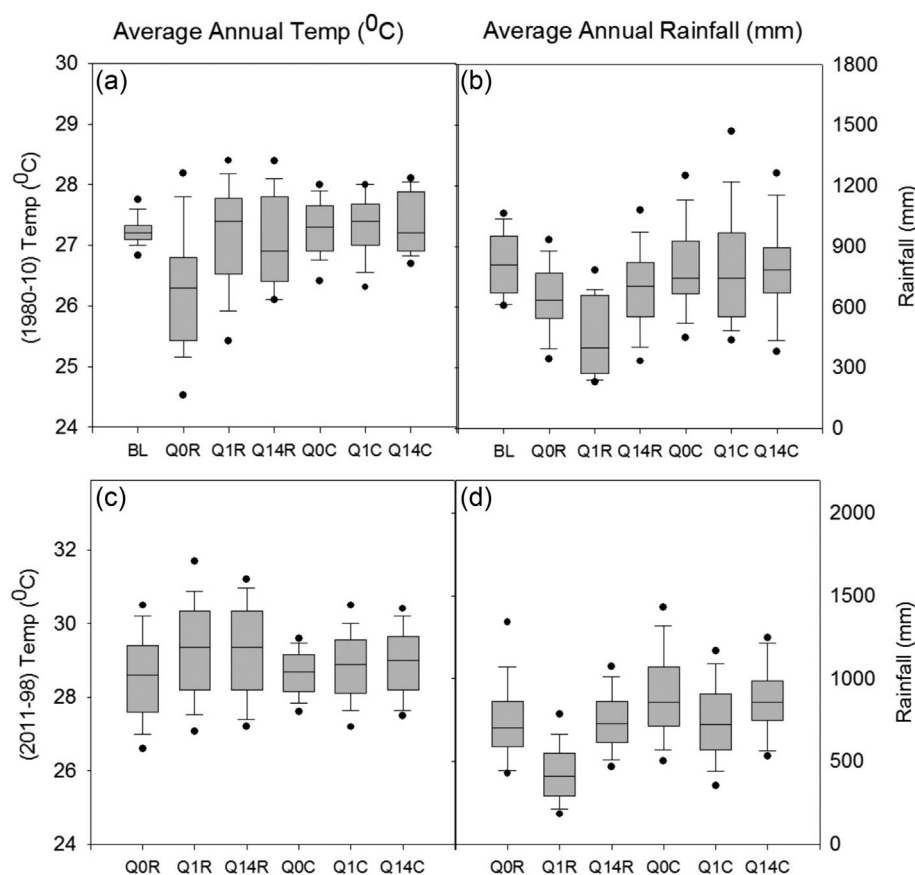 Average Annual Temp (⁰C) Average Annual Rainfall (mm)
(a) (b)
(1980-10) Temp (⁰C)
30
29
28
27
26
25
24
1800
1500
1200
900
600
300
0
Rainfall (mm)
BL Q0R Q1R Q14R Q0C Q1C Q14C BL Q0R Q1R Q14R Q0C Q1C Q14C
(c) (d)
(2011-98) Temp (⁰C)
32
30
29
28
26
24
2000
1500
1000
500
0
Rainfall (mm)
Q0R Q1R Q14R Q0C Q1C Q14C Q0R Q1R Q14R Q0C Q1C Q14C